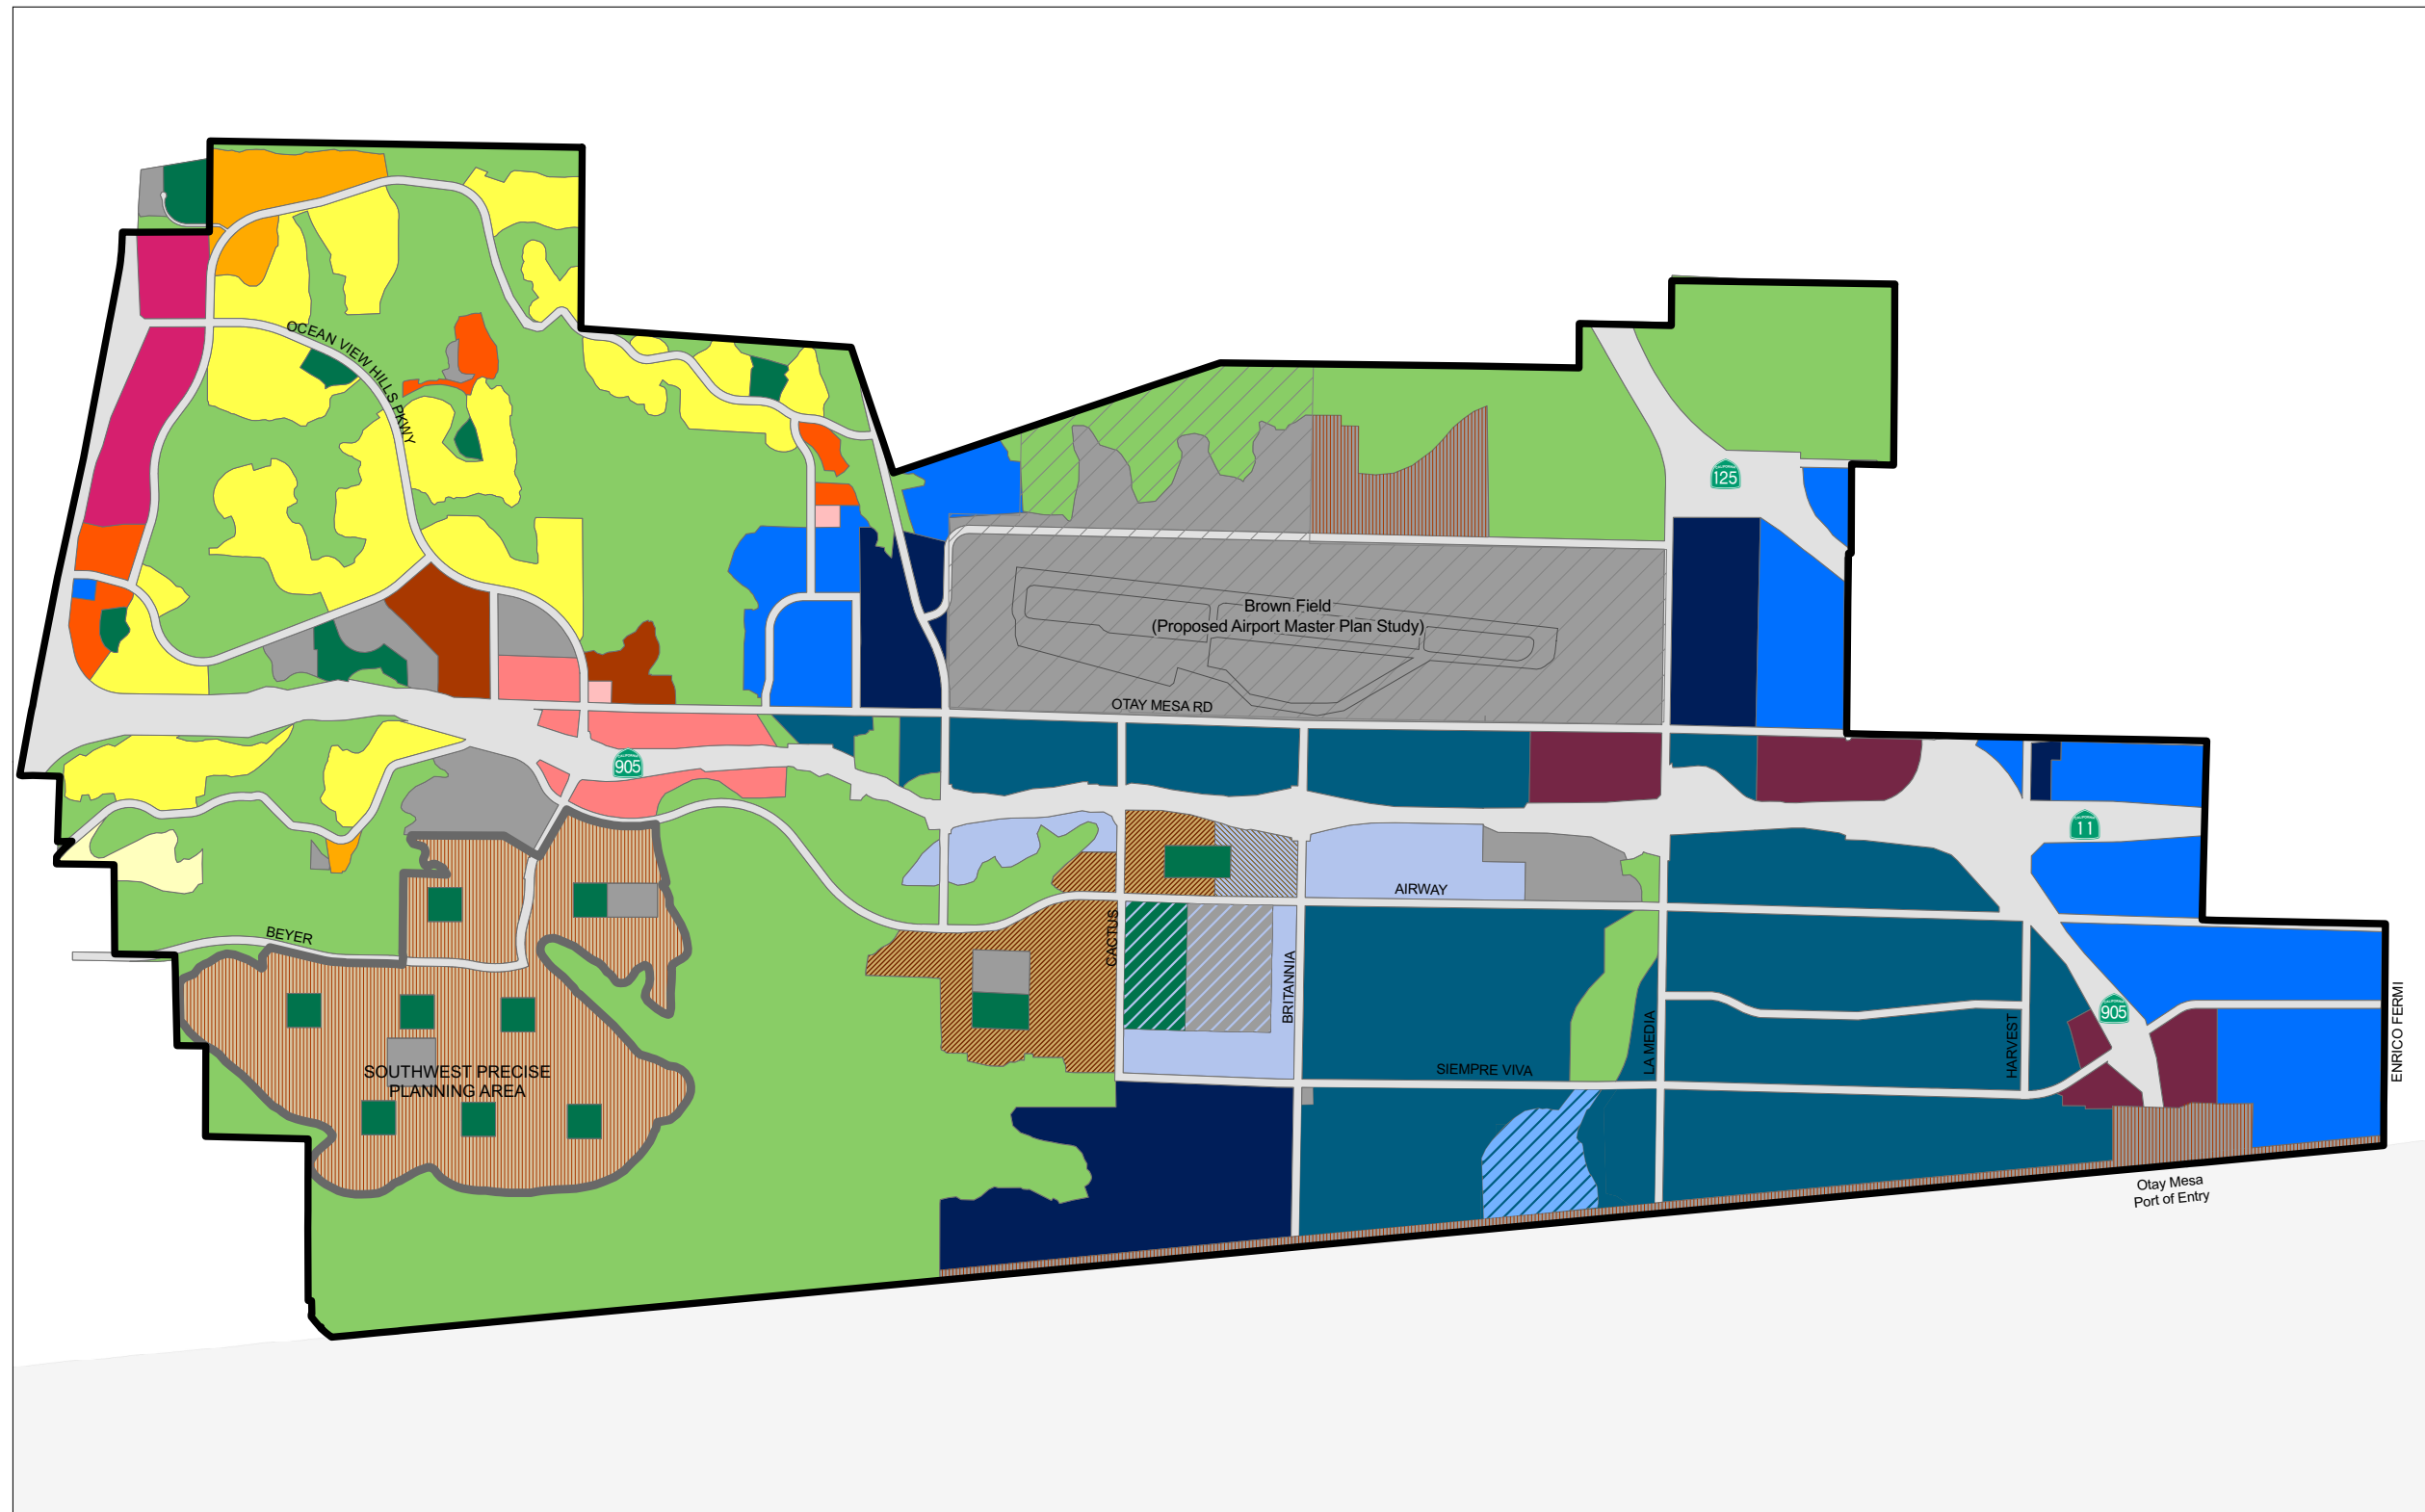 OCEAN VIEW HILLS PKWY
CALIFORNIA
125
Brown Field
(Proposed Airport Master Plan Study)
OTAY MESA RD
905
11
AIRWAY
CACTUS
BEYER
BRITANNIA
LA MEDIA
HARVEST
905
ENRICO FERMI
SIEMPRE VIVA
SOUTHWEST PRECISE
PLANNING AREA
Otay Mesa
Port of Entry